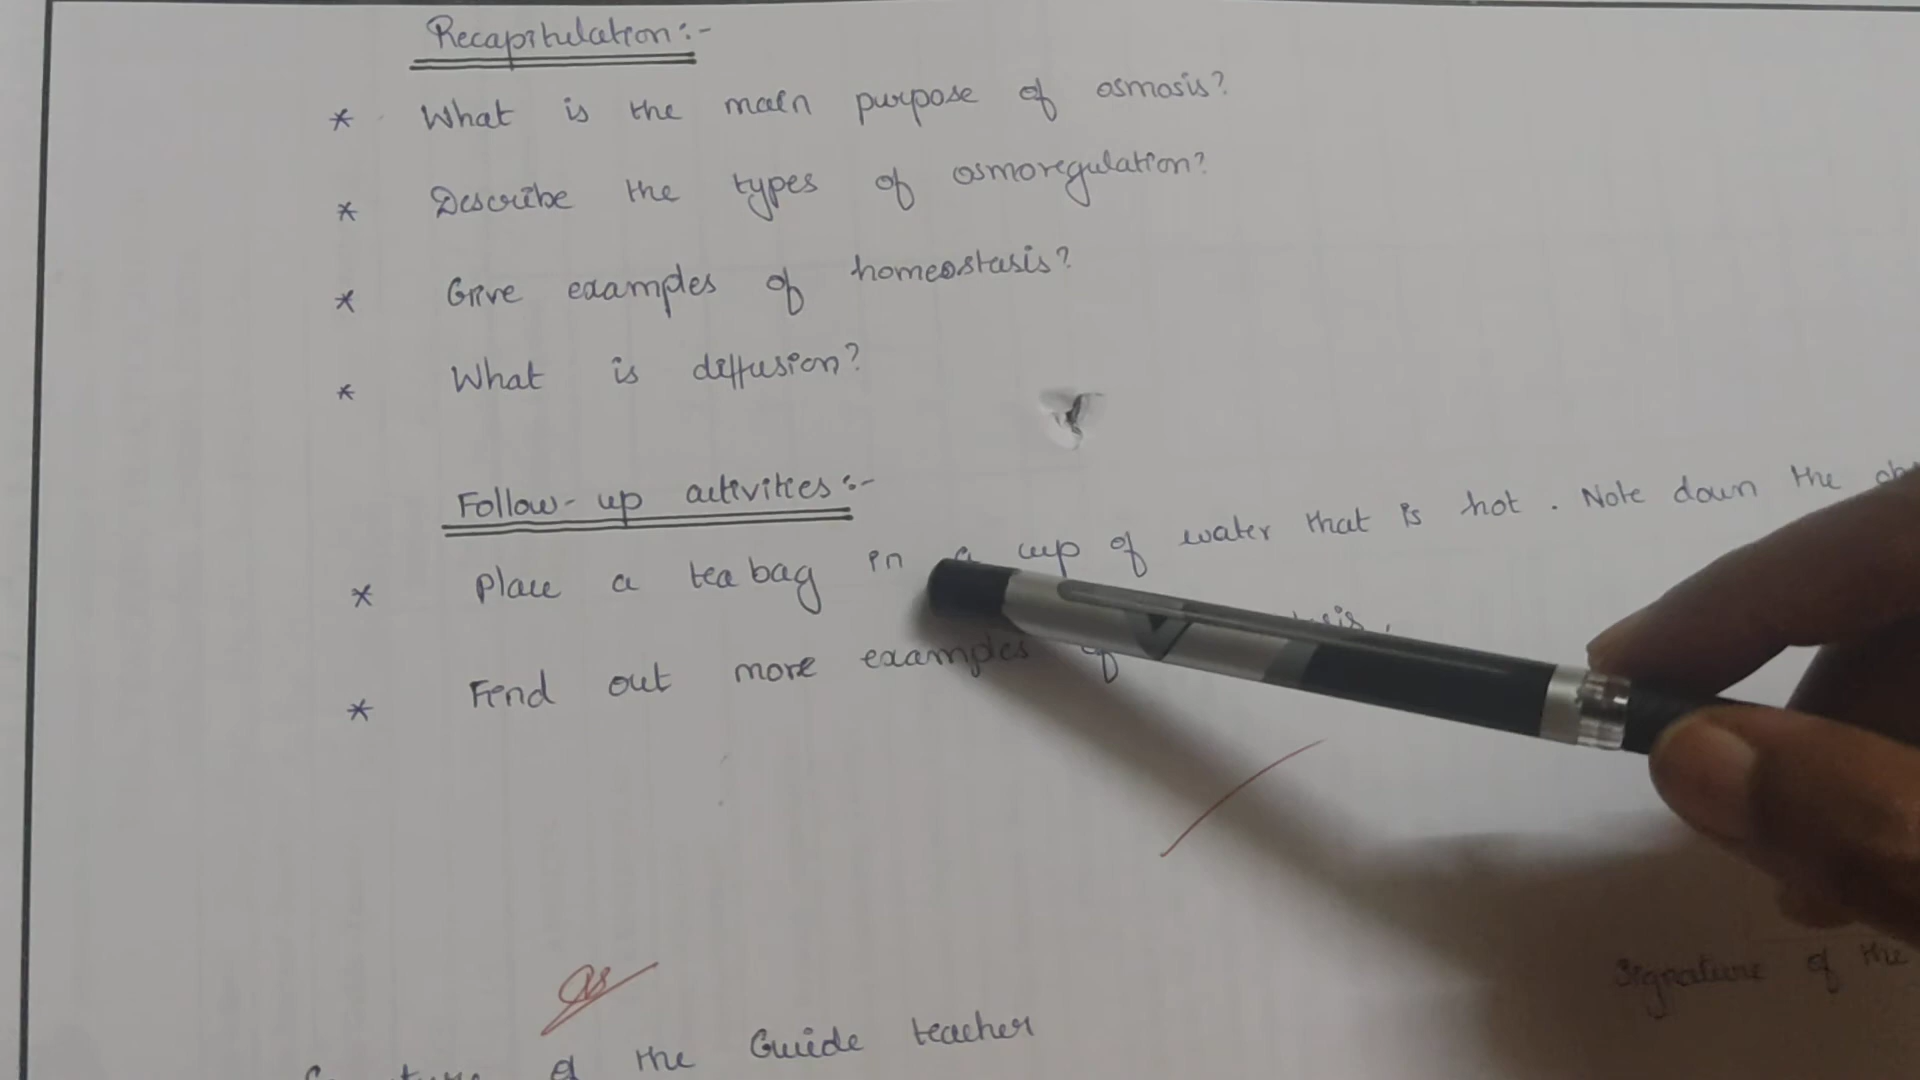 Recapitulation:-
* What is the main purpose of osmosis?
* Describe the types of osmoregulation?
* Give examples of homeostasis?
* What is diffusion?
Follow-up activities:-
* Place a tea bag in a cup of water that is hot. Note down the
* Find out more examples of
Signature of the
of the Guide teacher